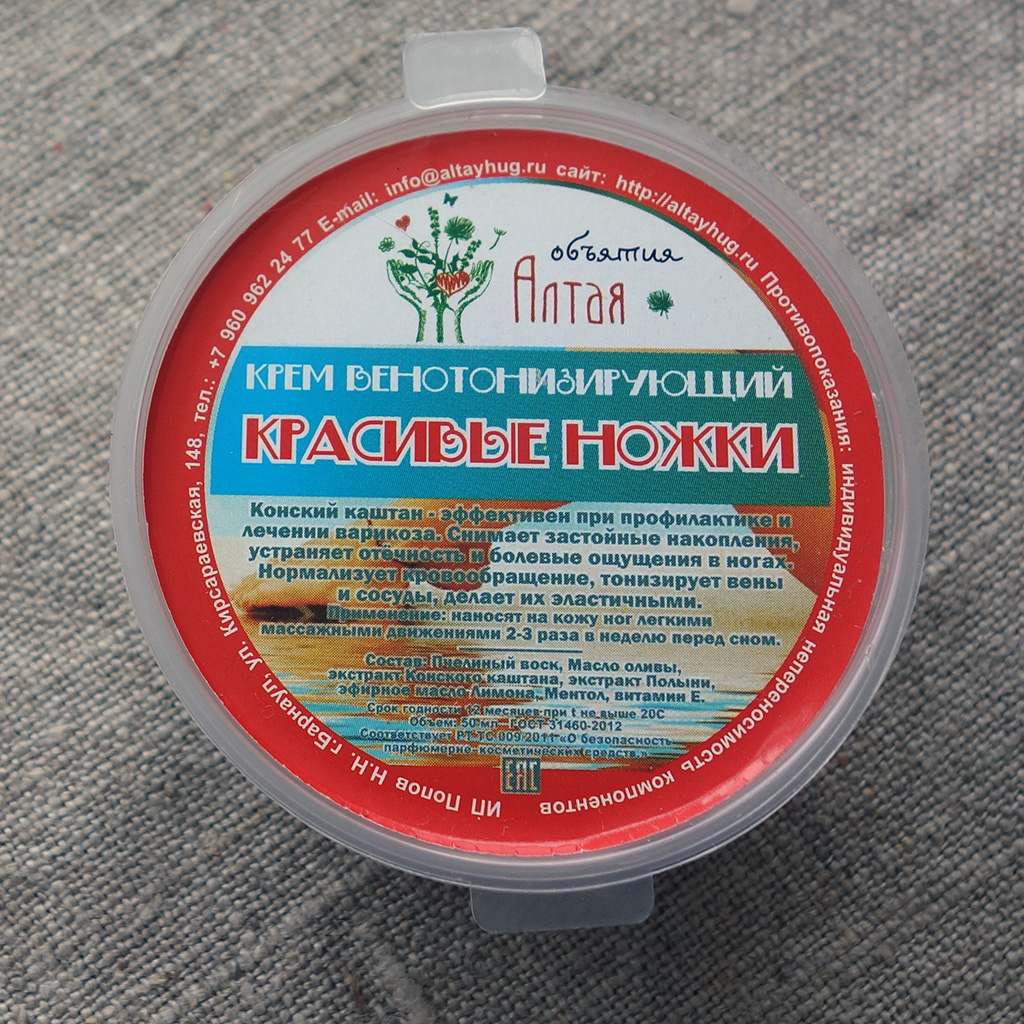 ИП Попов Н.Н. г.Барнаул, ул. Кирсараевская, 148, тел.: +7 960 962 24 77 E-mail: info@altayhug.ru сайт: http://altayhug.ru Противопоказания: индивидуальная непереносимость компонентов
объятия
Алтая
КРЕМ ВЕНОТОНИЗИРУЮЩИЙ
КРАСИВЫЕ НОЖКИ
Конский каштан - эффективен при профилактике и
лечении варикоза. Снимает застойные накопления,
устраняет отёчность и болевые ощущения в ногах.
Нормализует кровообращение, тонизирует вены
и сосуды, делает их эластичными.
Применение: наносят на кожу ног легкими
массажными движениями 2-3 раза в неделю перед сном.
Состав: Пчелиный воск, Масло оливы,
экстракт Конского каштана, экстракт Полыни,
эфирное масло Лимона, Ментол, витамин Е.
Срок годности 12 месяцев при t не выше 20С
Объем: 50 мл ГОСТ 31460-2012
Соответствует РТ ТС 009/2011 «О безопасность
парфюмерно-косметических средств.»
ЕАС